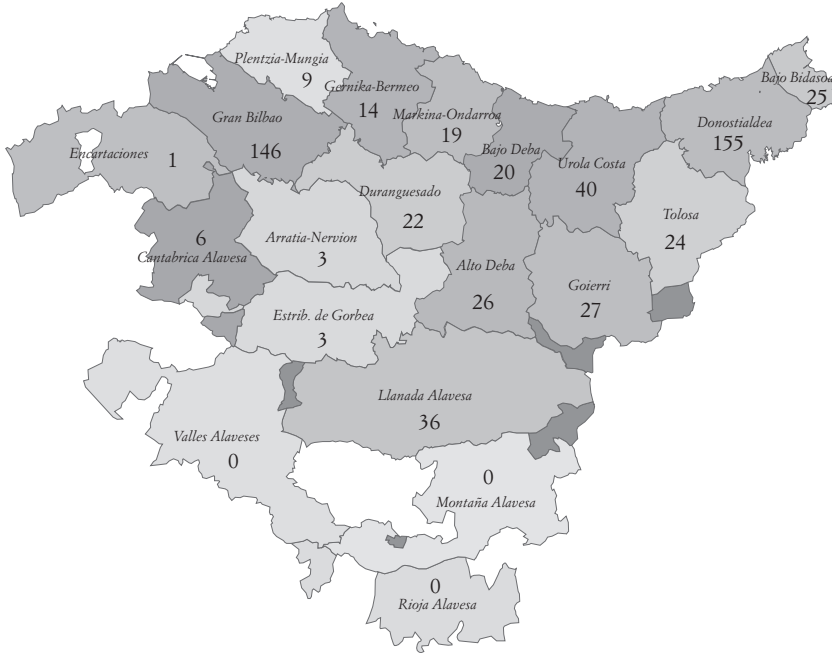 Plentzia-Mungia
9
Gernika-Bermeo
14
Markina-Ondarroa
19
Bajo Deba
20
Urola Costa
40
Donostialdea
155
Bajo Bidasoa
25
Gran Bilbao
146
Encartaciones
1
Duranguesado
22
Tolosa
24
6
Cantabrica Alavesa
Arratia-Nervion
3
Alto Deba
26
Goierri
27
Estrib. de Gorbea
3
Llanada Alavesa
36
Valles Alaveses
0
0
Montaña Alavesa
0
Rioja Alavesa